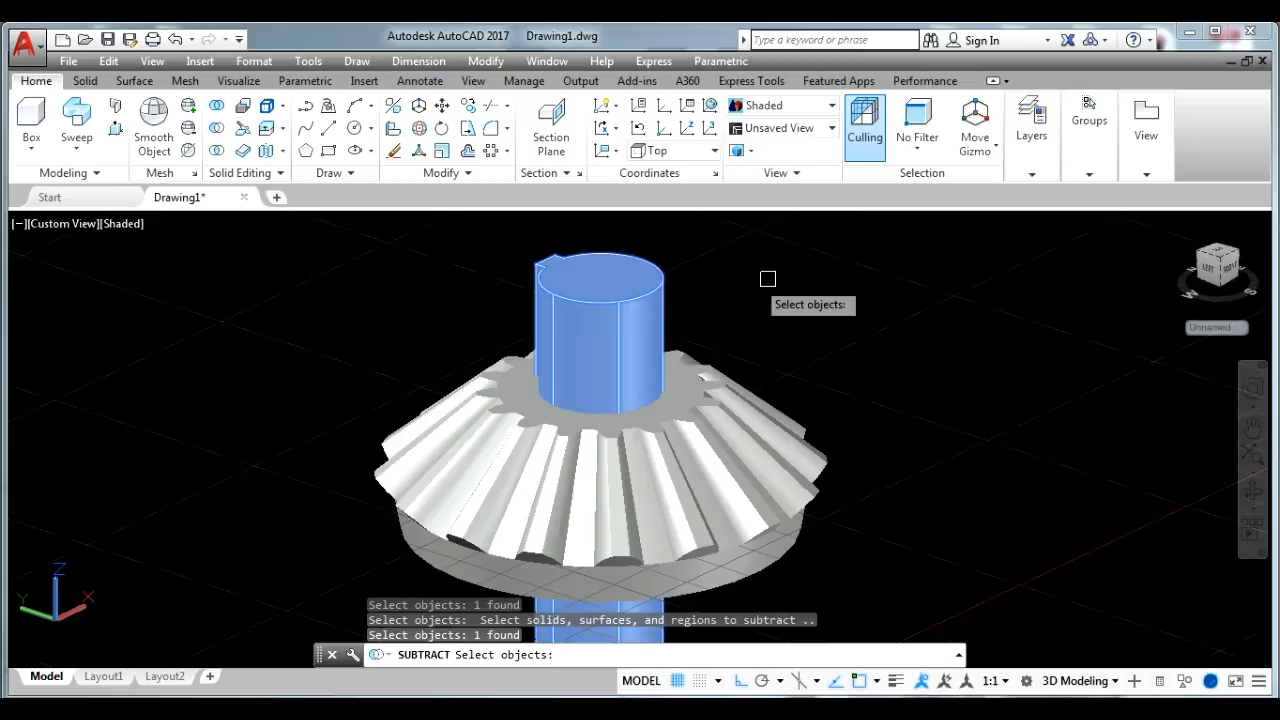 Autodesk AutoCAD 2017 Drawing1.dwg
Type a keyword or phrase
Sign In
File Edit View Insert Format Tools Draw Dimension Modify Window Help Express Parametric
Home Solid Surface Mesh Visualize Parametric Insert Annotate View Manage Output Add-ins A360 Express Tools Featured Apps Performance
Shaded
Unsaved View
Top
Box Sweep Smooth Object Section Plane Culling No Filter Move Gizmo Layers Groups View
Modeling Mesh Solid Editing Draw Modify Section Coordinates View Selection
Start Drawing1*
[−][Custom View][Shaded]
LEFT
W
S
Unnamed
Select objects:
Z
Y X
Select objects: 1 found
Select objects: Select solids, surfaces, and regions to subtract ..
Select objects: 1 found
SUBTRACT Select objects:
Model Layout1 Layout2
MODEL 1:1 3D Modeling